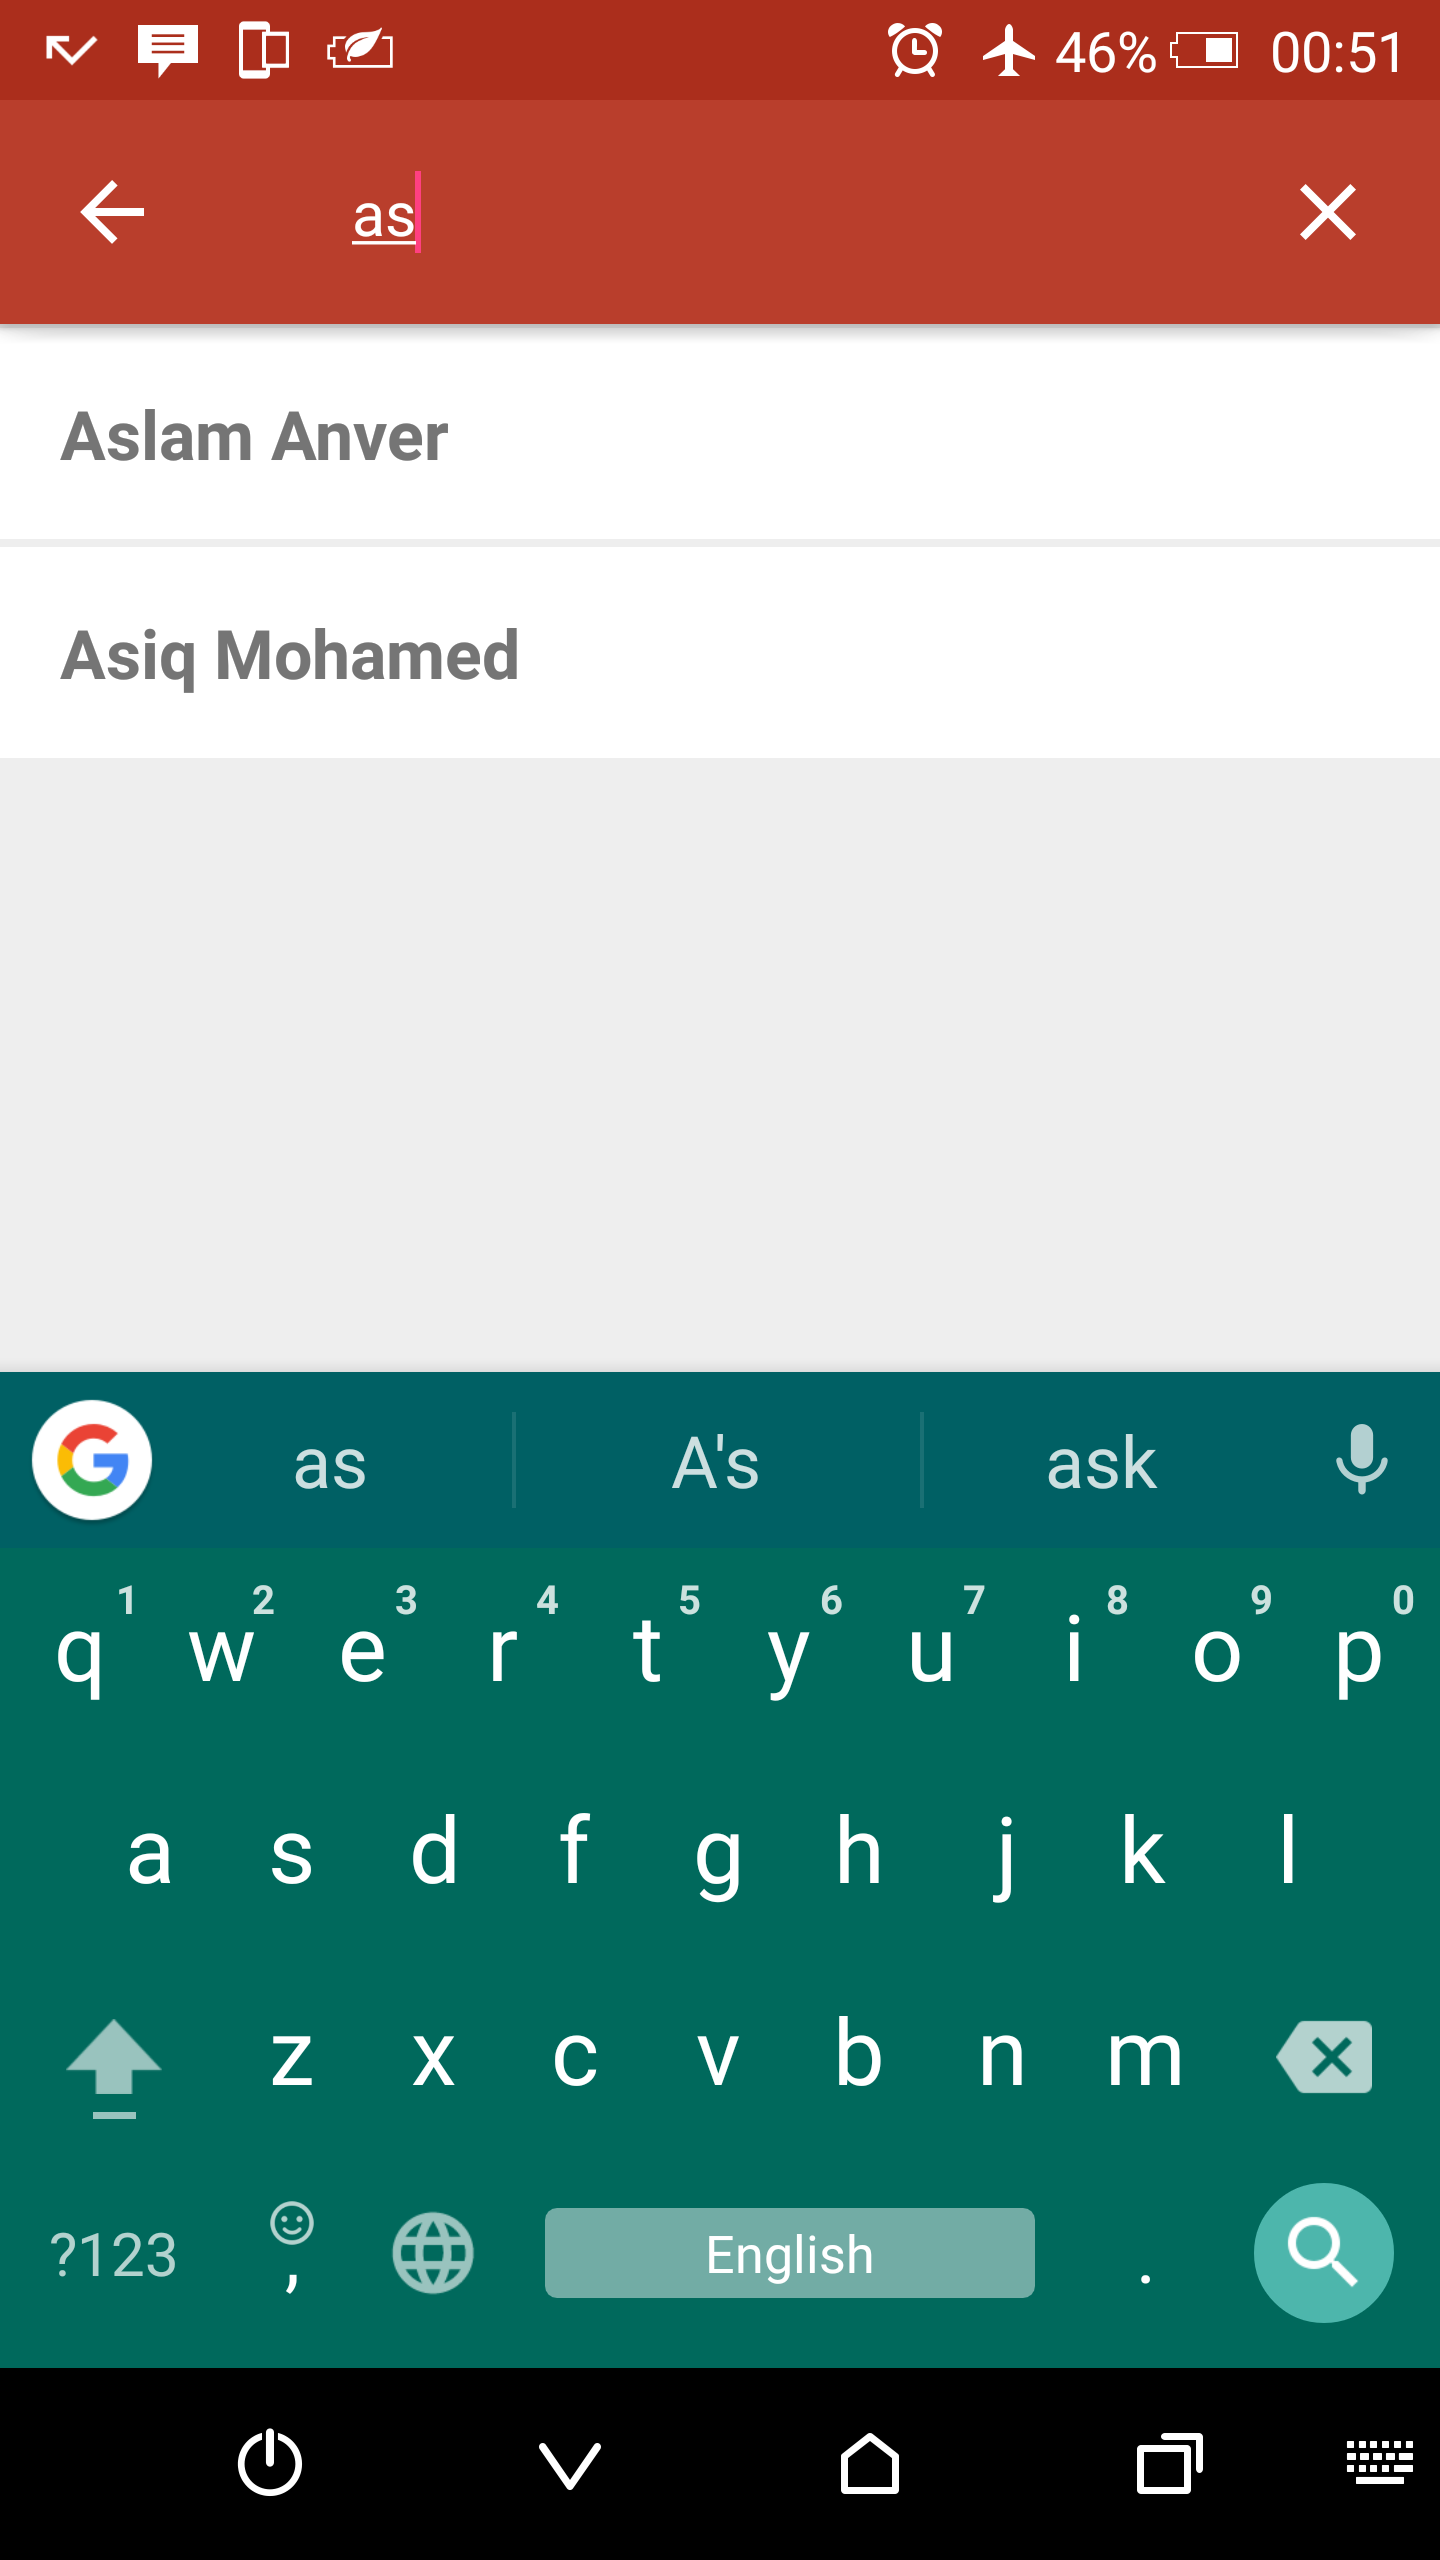 46% 00:51
as
Aslam Anver
Asiq Mohamed
as A's ask
1 2 3 4 5 6 7 8 9 0
q w e r t y u i o p
a s d f g h j k l
z x c v b n m
?123 , English .